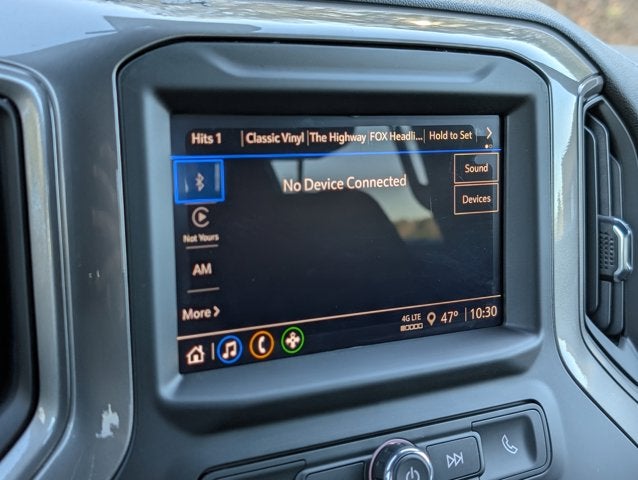 Hits 1 Classic Vinyl The Highway FOX Headli... Hold to Set
No Device Connected
Sound
Devices
Not Yours
AM
More
4G LTE 47° 10:30